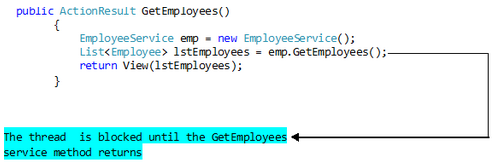 public ActionResult GetEmployees()
{
EmployeeService emp = new EmployeeService();
List<Employee> lstEmployees = emp.GetEmployees();
return View(lstEmployees);
}
The thread is blocked until the GetEmployees
service method returns